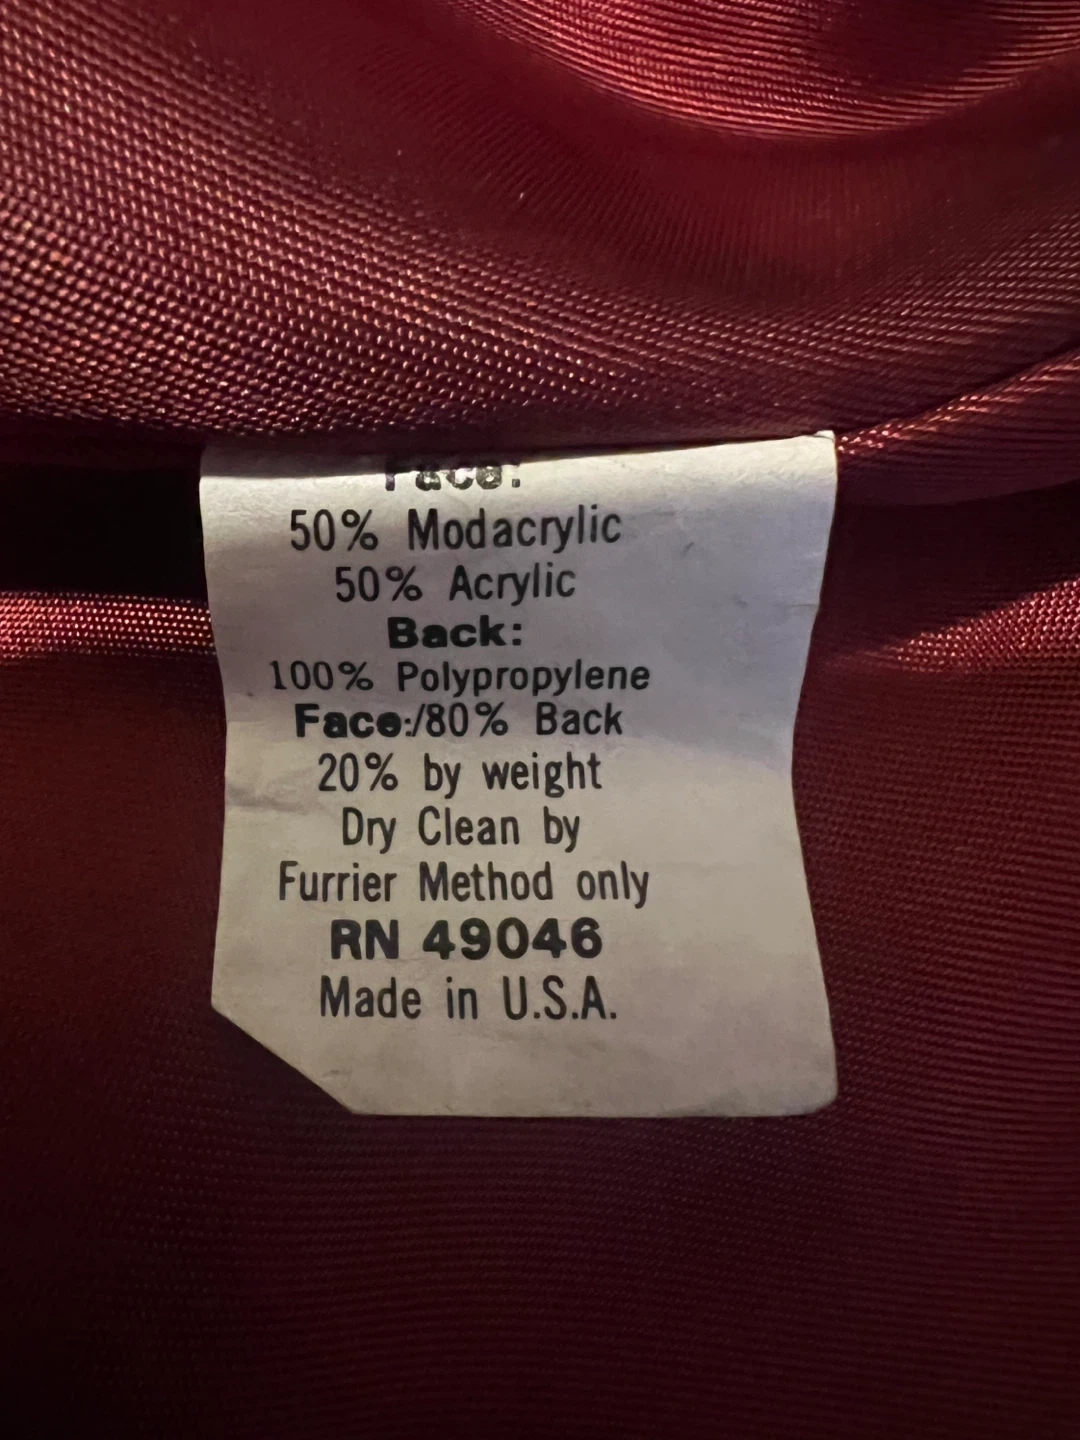 Face:
50% Modacrylic
50% Acrylic
Back:
100% Polypropylene
Face:/80% Back
20% by weight
Dry Clean by
Furrier Method only
RN 49046
Made in U.S.A.